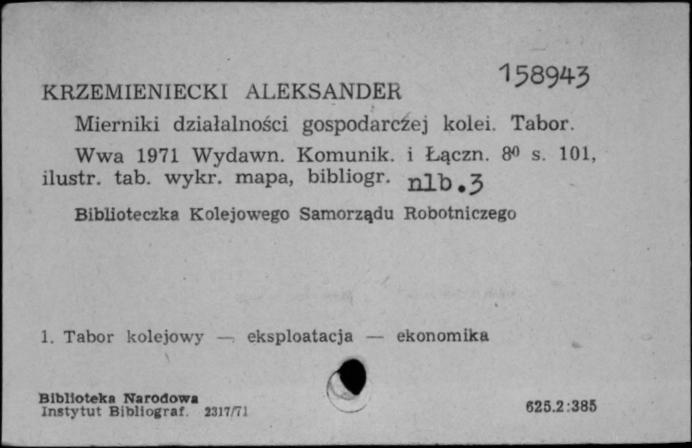 158943
KRZEMIENIECKI ALEKSANDER
Mierniki działalności gospodarczej kolei. Tabor.
Wwa 1971 Wydawn. Komunik. i Łączn. 8⁰ s. 101,
ilustr. tab. wykr. mapa, bibliogr. nlb.3
Biblioteczka Kolejowego Samorządu Robotniczego
1. Tabor kolejowy — eksploatacja — ekonomika
Biblioteka Narodowa
Instytut Bibliograf. 2317/71
625.2:385